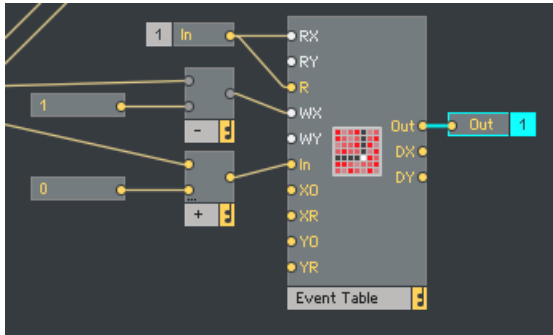 1 In
RX
RY
R
1
WX
WY
Out
Out 1
-
DX
In
DY
0
XO
XR
+
YO
YR
Event Table